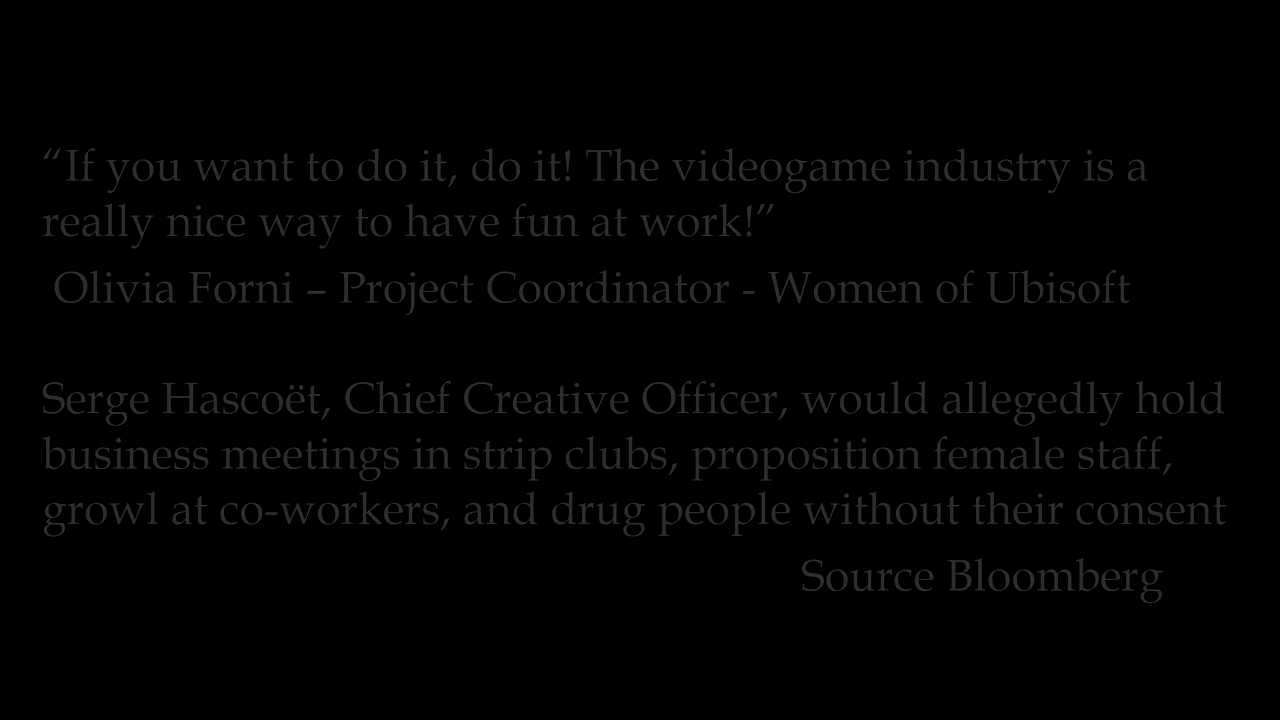 “If you want to do it, do it! The videogame industry is a
really nice way to have fun at work!”
Olivia Forni – Project Coordinator - Women of Ubisoft
Serge Hascoët, Chief Creative Officer, would allegedly hold
business meetings in strip clubs, proposition female staff,
growl at co-workers, and drug people without their consent
Source Bloomberg